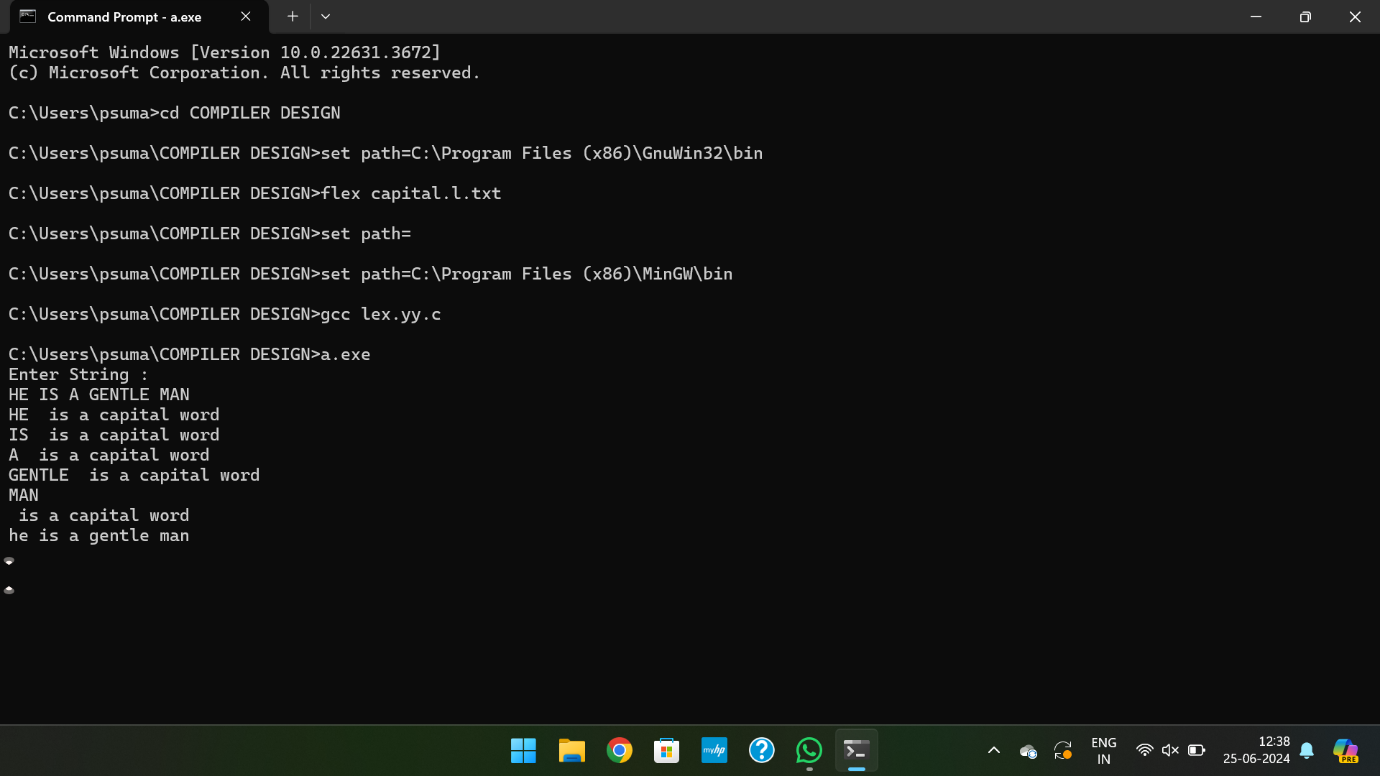 Command Prompt - a.exe
Microsoft Windows [Version 10.0.22631.3672]
(c) Microsoft Corporation. All rights reserved.
C:\Users\psuma>cd COMPILER DESIGN
C:\Users\psuma\COMPILER DESIGN>set path=C:\Program Files (x86)\GnuWin32\bin
C:\Users\psuma\COMPILER DESIGN>flex capital.l.txt
C:\Users\psuma\COMPILER DESIGN>set path=
C:\Users\psuma\COMPILER DESIGN>set path=C:\Program Files (x86)\MinGW\bin
C:\Users\psuma\COMPILER DESIGN>gcc lex.yy.c
C:\Users\psuma\COMPILER DESIGN>a.exe
Enter String :
HE IS A GENTLE MAN
HE  is a capital word
IS  is a capital word
A  is a capital word
GENTLE  is a capital word
MAN
 is a capital word
he is a gentle man
myhp
ENG
IN
12:38
25-06-2024
PRE